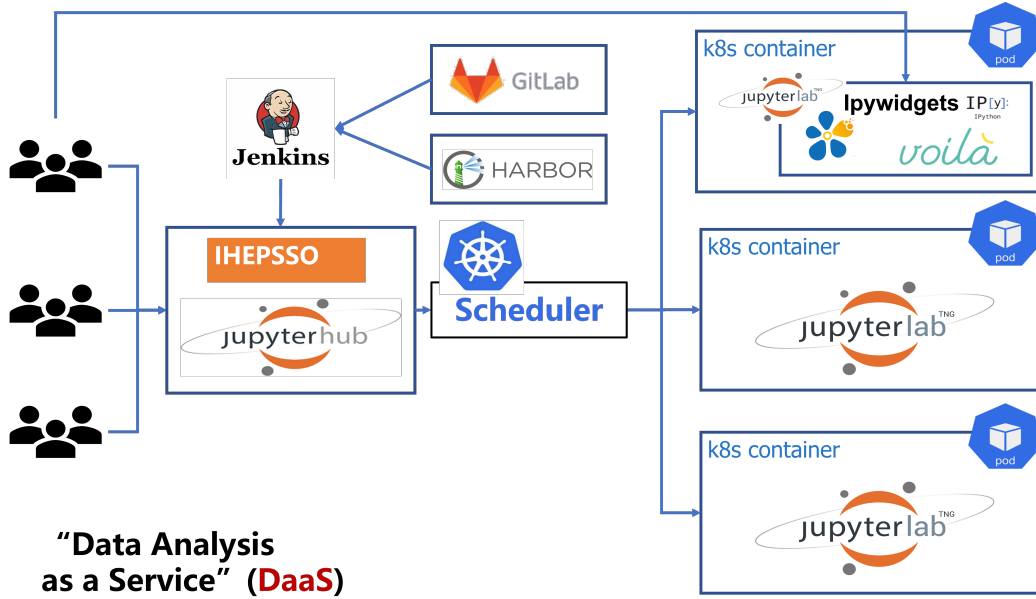 GitLab
Jenkins
HARBOR
IHEPSSO
jupyterhub
Scheduler
k8s container
pod
jupyterlab TNG
Ipywidgets IP[y]:
IPython
voilà
k8s container
pod
jupyterlab TNG
k8s container
pod
jupyterlab TNG
“Data Analysis
as a Service” (DaaS)